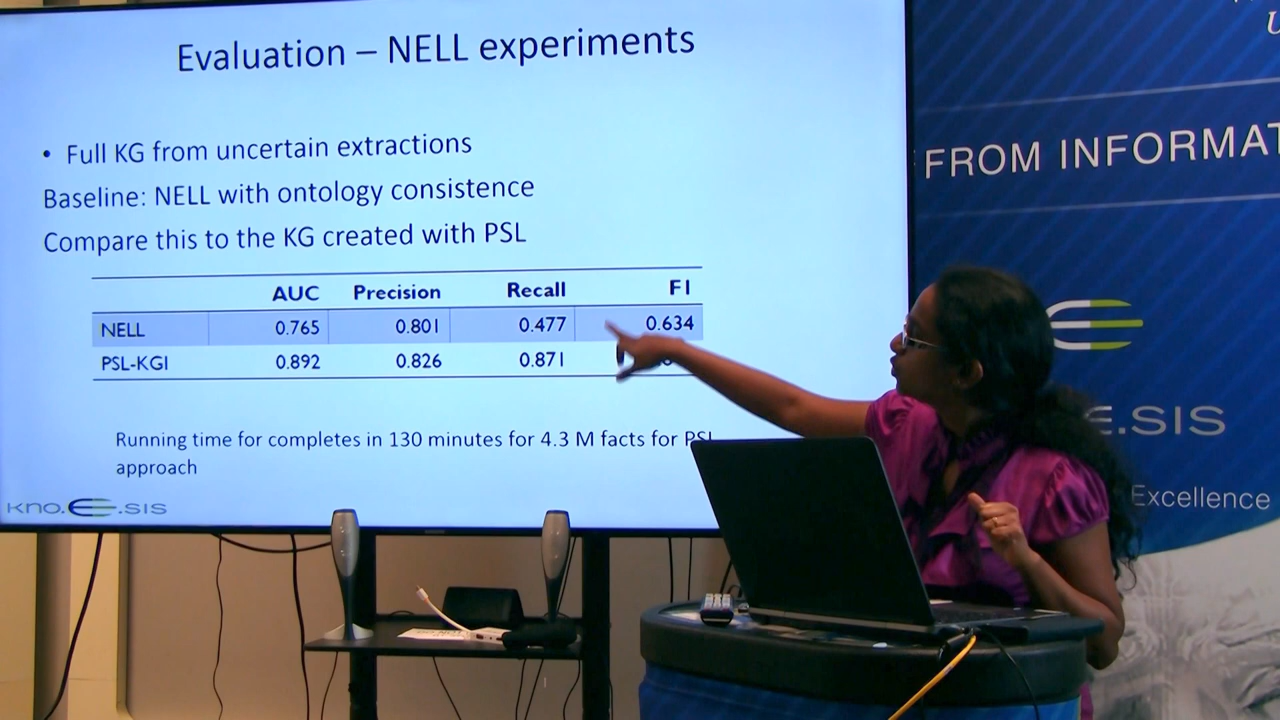 Evaluation – NELL experiments
• Full KG from uncertain extractions
Baseline: NELL with ontology consistence
Compare this to the KG created with PSL
AUC Precision Recall F1
NELL 0.765 0.801 0.477 0.634
PSL-KGI 0.892 0.826 0.871
Running time for completes in 130 minutes for 4.3 M facts for PSL
approach
kno.e.sis
FROM INFORMAT
E.SIS
Excellence